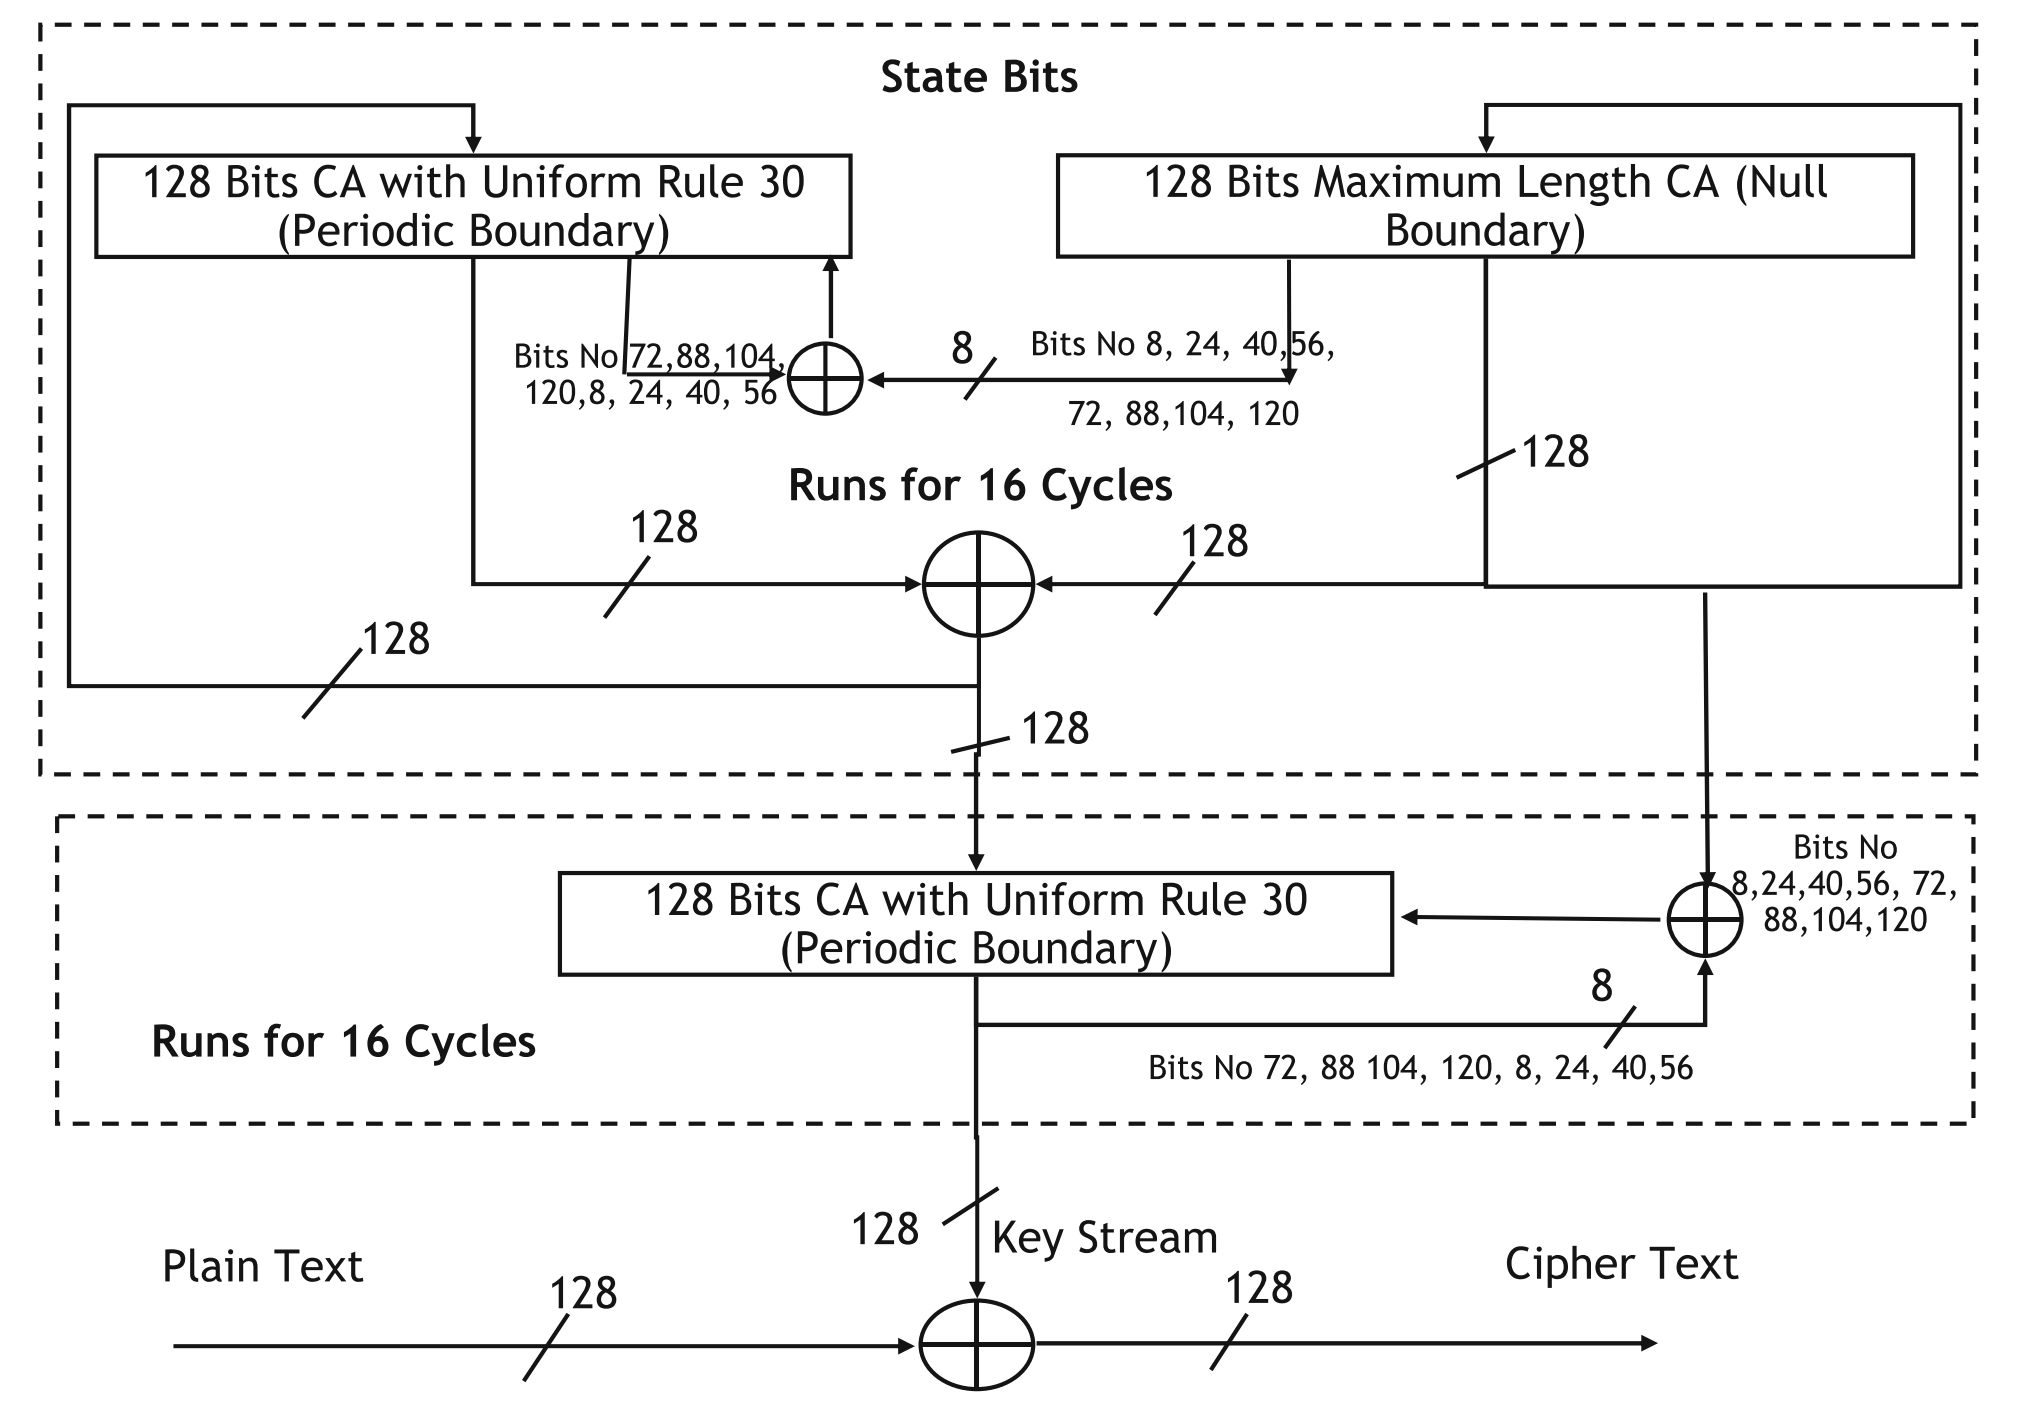 State Bits
128 Bits CA with Uniform Rule 30
(Periodic Boundary)
128 Bits Maximum Length CA (Null
Boundary)
Bits No 72,88,104,
120,8, 24, 40, 56
8
Bits No 8, 24, 40,56,
72, 88,104, 120
128
Runs for 16 Cycles
128
128
128
128
128 Bits CA with Uniform Rule 30
(Periodic Boundary)
Bits No
8,24,40,56, 72,
88,104,120
8
Runs for 16 Cycles
Bits No 72, 88 104, 120, 8, 24, 40,56
128
Key Stream
Plain Text
128
128
Cipher Text